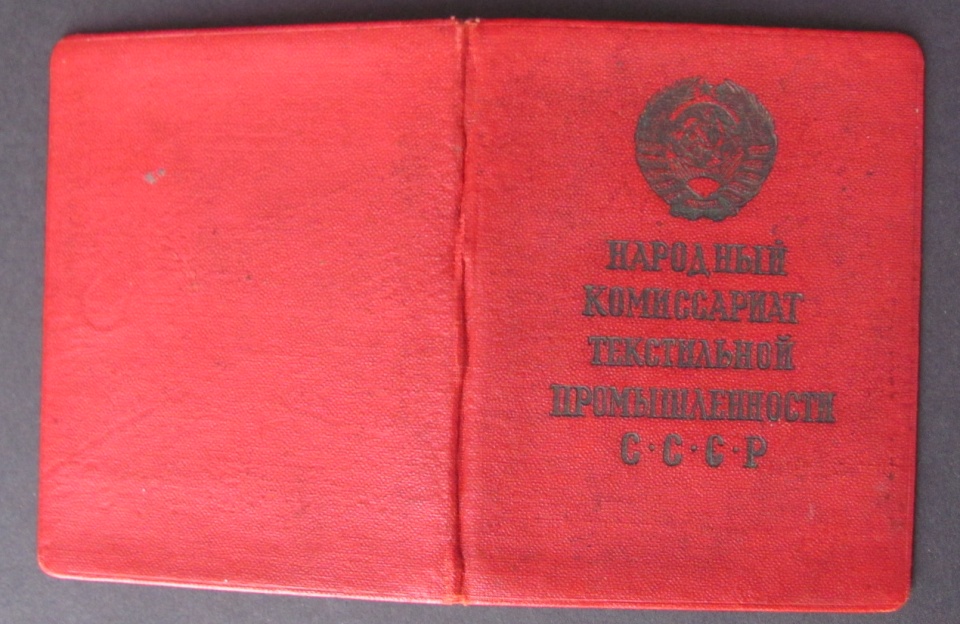 НАРОДНЫЙ
КОМИССАРИАТ
ТЕКСТИЛЬНОЙ
ПРОМЫШЛЕННОСТИ
С·С·С·Р